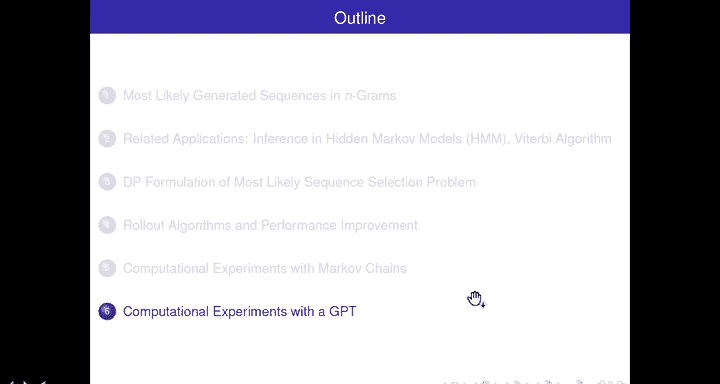 Outline
1 Most Likely Generated Sequences in n-Grams
2 Related Applications: Inference in Hidden Markov Models (HMM), Viterbi Algorithm
3 DP Formulation of Most Likely Sequence Selection Problem
4 Rollout Algorithms and Performance Improvement
5 Computational Experiments with Markov Chains
6 Computational Experiments with a GPT